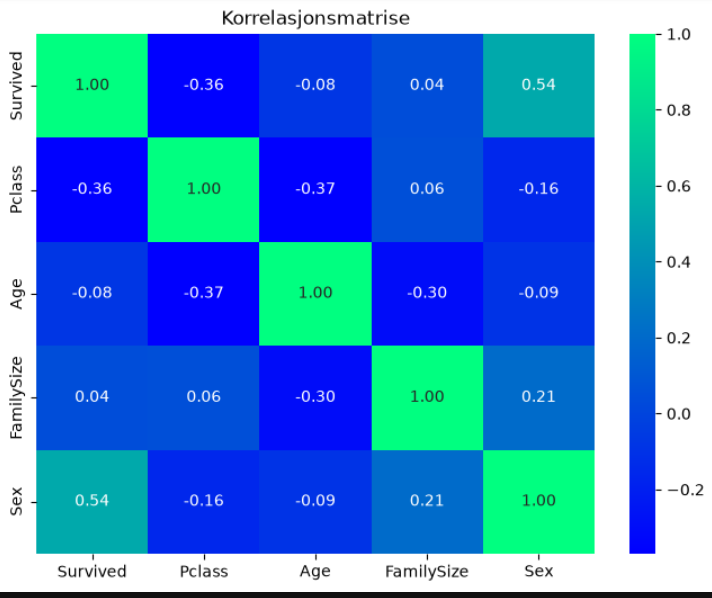 Korrelasjonsmatrise
Survived 1.00 -0.36 -0.08 0.04 0.54
Pclass -0.36 1.00 -0.37 0.06 -0.16
Age -0.08 -0.37 1.00 -0.30 -0.09
FamilySize 0.04 0.06 -0.30 1.00 0.21
Sex 0.54 -0.16 -0.09 0.21 1.00
Survived Pclass Age FamilySize Sex
1.0
0.8
0.6
0.4
0.2
0.0
−0.2